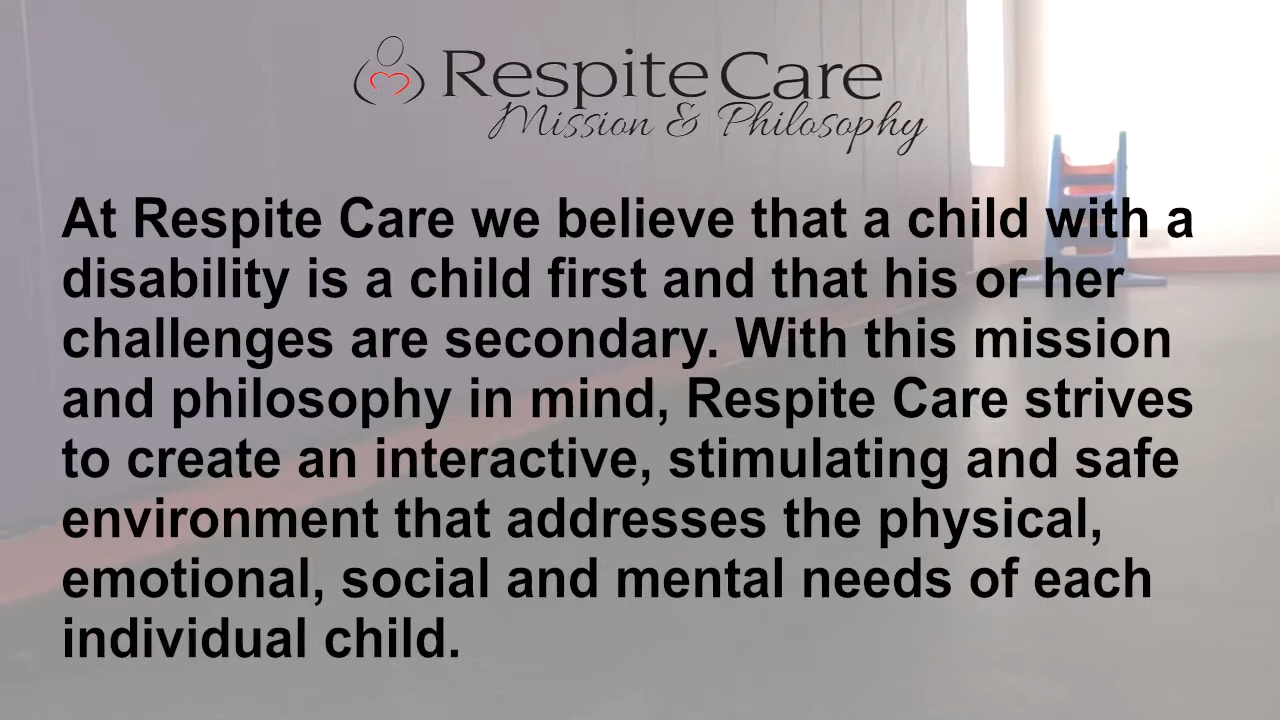 Respite Care
Mission & Philosophy
At Respite Care we believe that a child with a
disability is a child first and that his or her
challenges are secondary. With this mission
and philosophy in mind, Respite Care strives
to create an interactive, stimulating and safe
environment that addresses the physical,
emotional, social and mental needs of each
individual child.